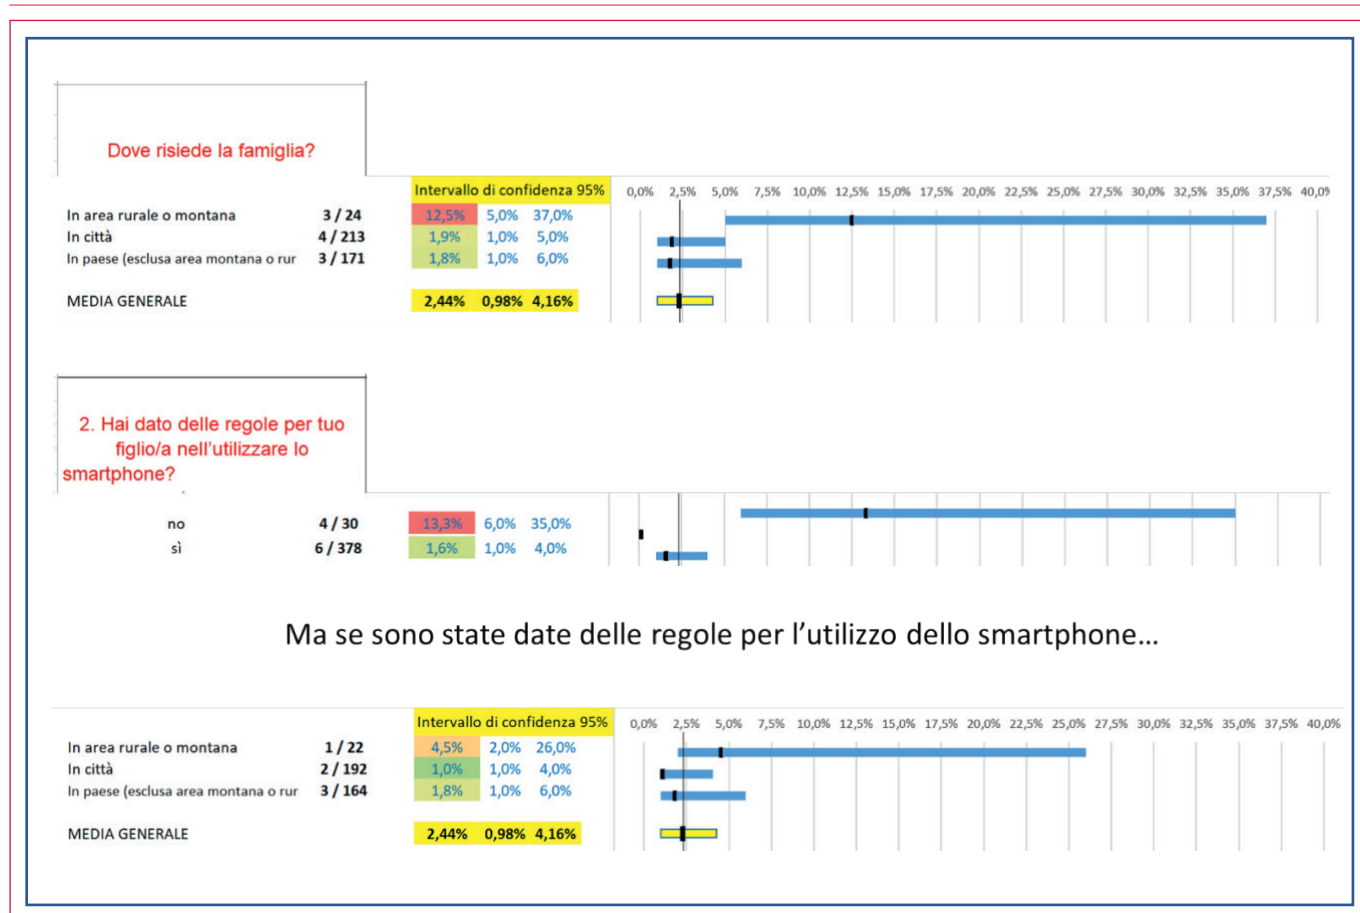 Dove risiede la famiglia?
Intervallo di confidenza 95% 0,0% 2,5% 5,0% 7,5% 10,0% 12,5% 15,0% 17,5% 20,0% 22,5% 25,0% 27,5% 30,0% 32,5% 35,0% 37,5% 40,0%
In area rurale o montana 3 / 24 12,5% 5,0% 37,0%
In città 4 / 213 1,9% 1,0% 5,0%
In paese (esclusa area montana o rur 3 / 171 1,8% 1,0% 6,0%
MEDIA GENERALE 2,44% 0,98% 4,16%
2. Hai dato delle regole per tuo
figlio/a nell'utilizzare lo
smartphone?
no 4 / 30 13,3% 6,0% 35,0%
sì 6 / 378 1,6% 1,0% 4,0%
Ma se sono state date delle regole per l'utilizzo dello smartphone...
Intervallo di confidenza 95% 0,0% 2,5% 5,0% 7,5% 10,0% 12,5% 15,0% 17,5% 20,0% 22,5% 25,0% 27,5% 30,0% 32,5% 35,0% 37,5% 40,0%
In area rurale o montana 1 / 22 4,5% 2,0% 26,0%
In città 2 / 192 1,0% 1,0% 4,0%
In paese (esclusa area montana o rur 3 / 164 1,8% 1,0% 6,0%
MEDIA GENERALE 2,44% 0,98% 4,16%